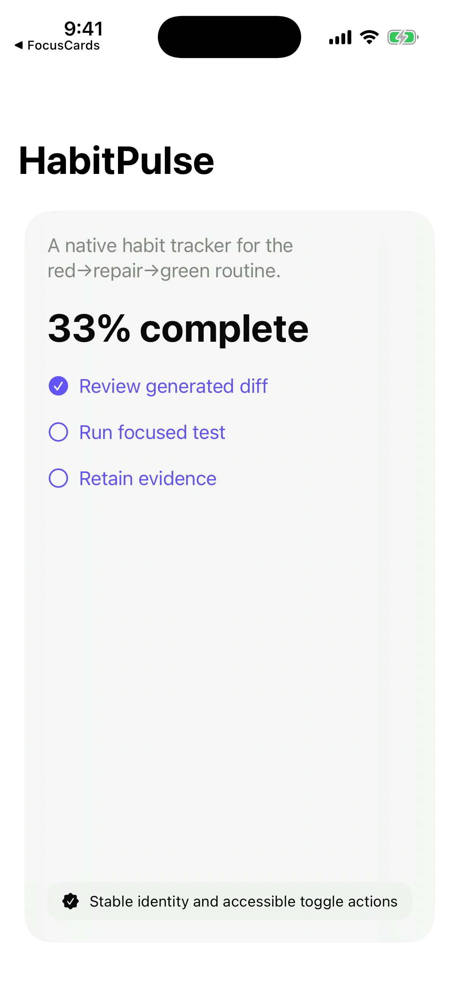 9:41
◀ FocusCards
HabitPulse
A native habit tracker for the
red→repair→green routine.
33% complete
Review generated diff
Run focused test
Retain evidence
Stable identity and accessible toggle actions